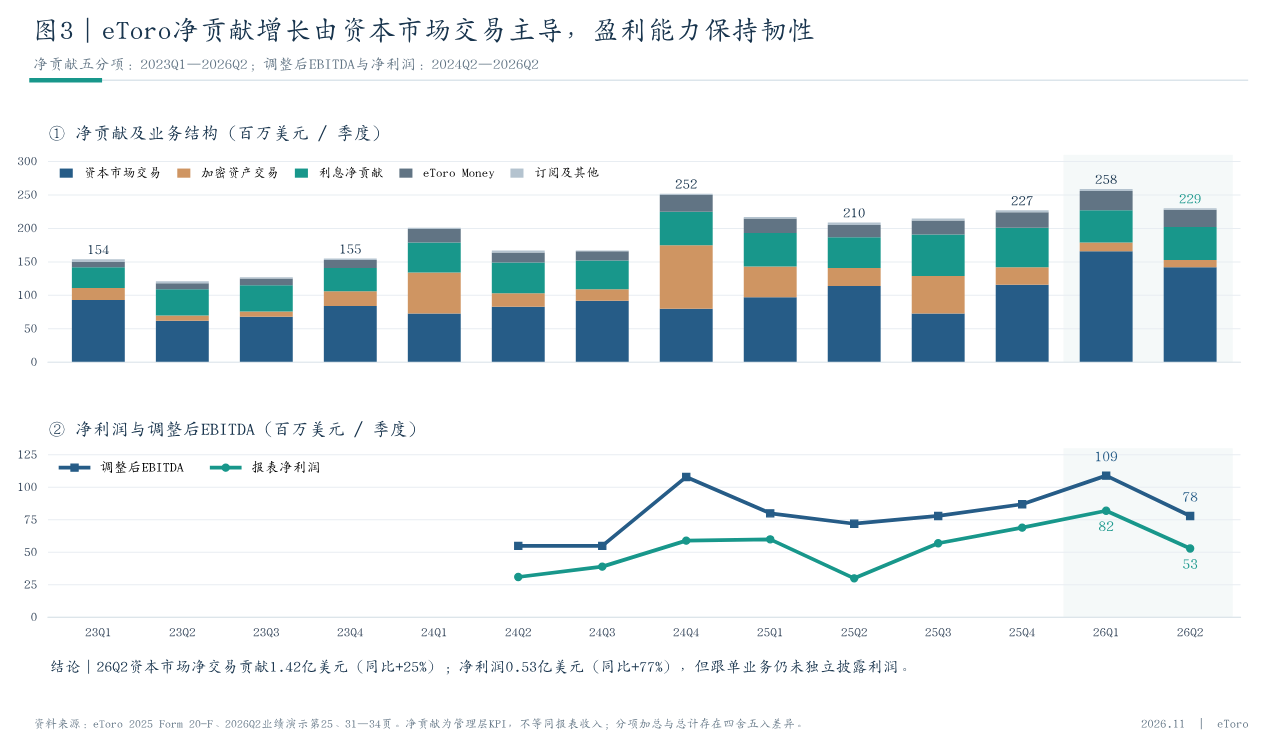 图3｜eToro净贡献增长由资本市场交易主导，盈利能力保持韧性
净贡献五分项：2023Q1—2026Q2；调整后EBITDA与净利润：2024Q2—2026Q2
① 净贡献及业务结构（百万美元 / 季度）
资本市场交易 加密资产交易 利息净贡献 eToro Money 订阅及其他
300
250
200
150
100
50
0
154 155 252 210 227 258 229
② 净利润与调整后EBITDA（百万美元 / 季度）
调整后EBITDA 报表净利润
125
100
75
50
25
0
109 78
82 53
23Q1 23Q2 23Q3 23Q4 24Q1 24Q2 24Q3 24Q4 25Q1 25Q2 25Q3 25Q4 26Q1 26Q2
结论｜26Q2资本市场净交易贡献1.42亿美元（同比+25%）；净利润0.53亿美元（同比+77%），但跟单业务仍未独立披露利润。
资料来源：eToro 2025 Form 20-F、2026Q2业绩演示第25、31—34页。净贡献为管理层KPI，不等同报表收入；分项加总与总计存在四舍五入差异。
2026.11 ｜ eToro